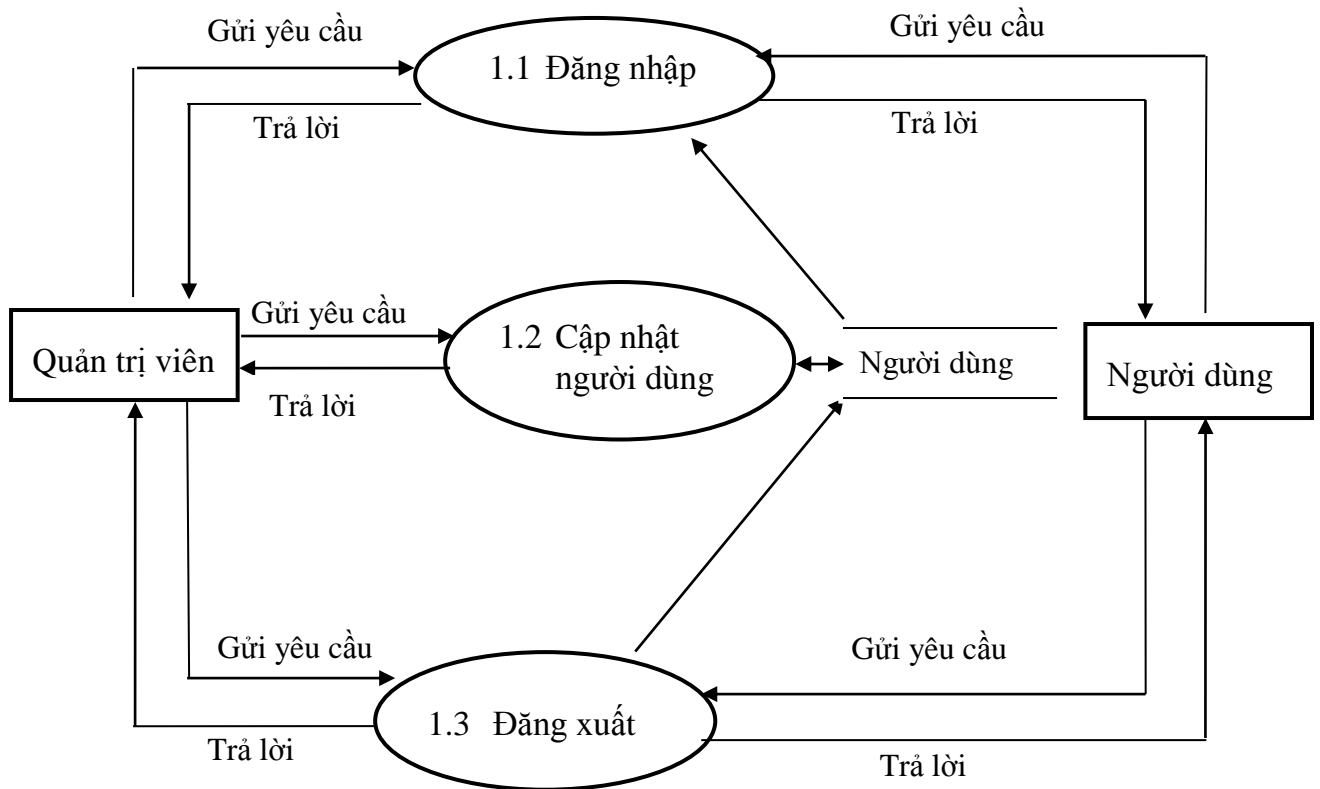 Gửi yêu cầu
Gửi yêu cầu
1.1 Đăng nhập
Trả lời
Trả lời
Gửi yêu cầu
1.2 Cập nhật
người dùng
Quản trị viên
Người dùng
Người dùng
Trả lời
Gửi yêu cầu
Gửi yêu cầu
1.3 Đăng xuất
Trả lời
Trả lời